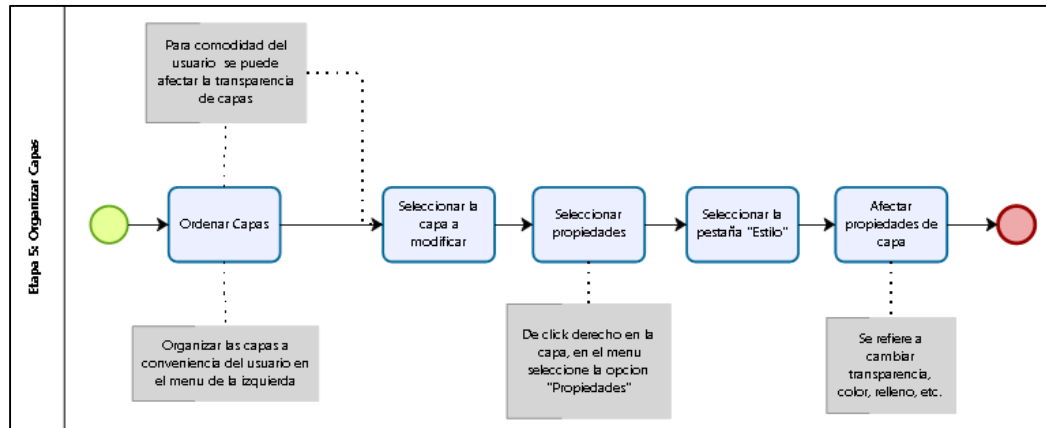 Etapa 5: Organizar Capas
Para comodidad del
usuario se puede
afectar la transparencia
de capas
Ordenar Capas
Organizar las capas a
conveniencia del usuario en
el menu de la izquierda
Seleccionar la
capa a
modificar
Seleccionar
propiedades
De click derecho en la
capa, en el menu
seleccione la opcion
"Propiedades"
Seleccionar la
pestaña "Estilo"
Afectar
propiedades de
capa
Se refiere a
cambiar
transparencia,
color, relleno, etc.